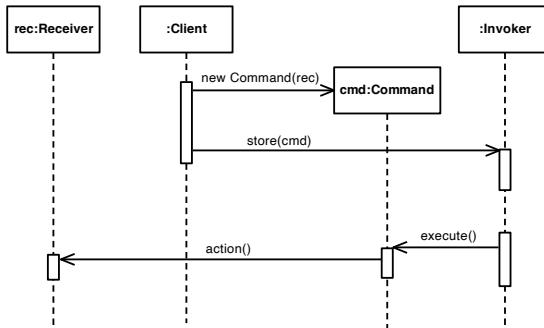 rec:Receiver
:Client
:Invoker
new Command(rec)
cmd:Command
store(cmd)
execute()
action()